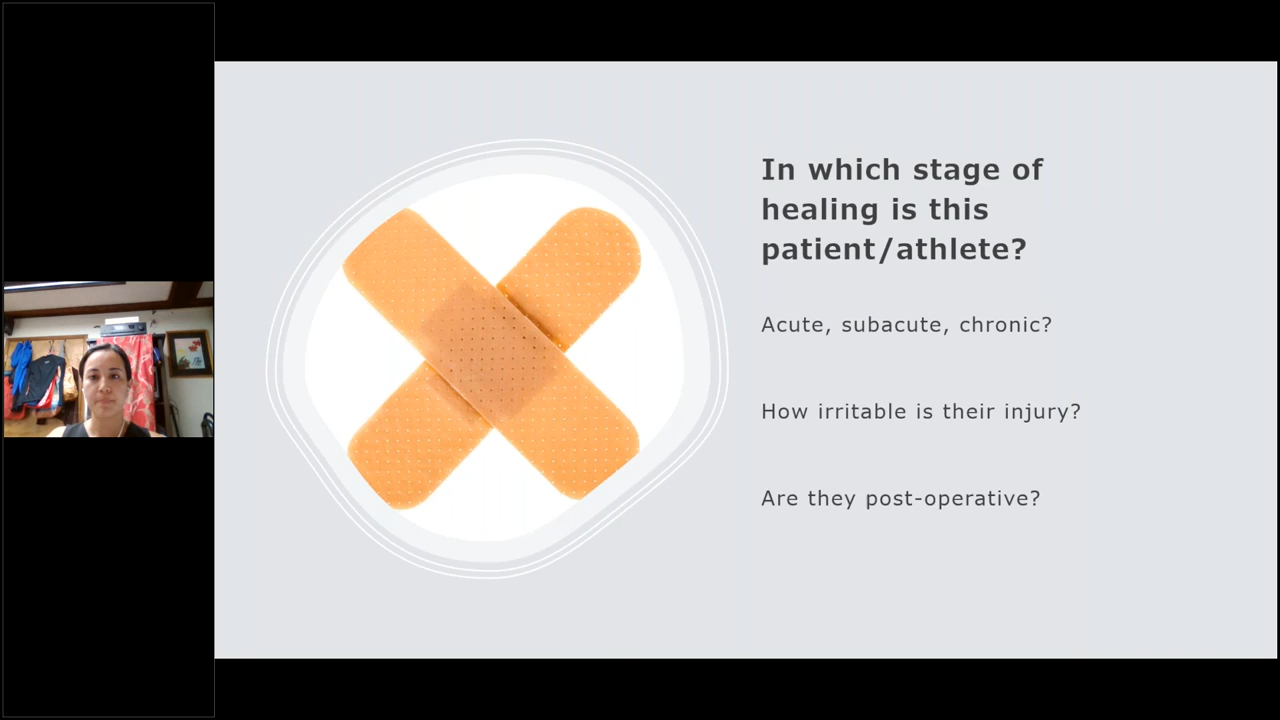 In which stage of
healing is this
patient/athlete?
Acute, subacute, chronic?
How irritable is their injury?
Are they post-operative?